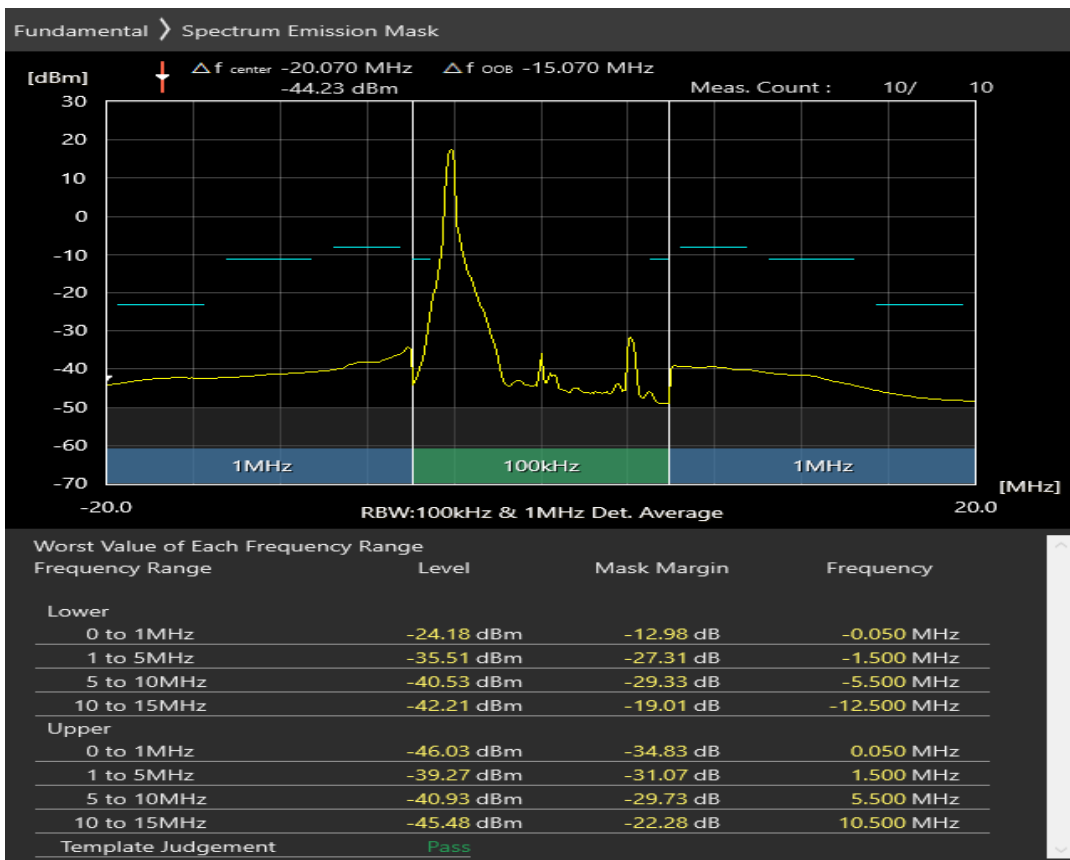 Fundamental 〉 Spectrum Emission Mask
△f center -20.070 MHz △f OOB -15.070 MHz
[dBm]
-44.23 dBm Meas. Count : 10/ 10
30
20
10
0
-10
-20
-30
-40
-50
-60
1MHz 100kHz 1MHz
-70
[MHz]
-20.0 RBW:100kHz & 1MHz Det. Average 20.0
Worst Value of Each Frequency Range
Frequency Range Level Mask Margin Frequency
Lower
0 to 1MHz -24.18 dBm -12.98 dB -0.050 MHz
1 to 5MHz -35.51 dBm -27.31 dB -1.500 MHz
5 to 10MHz -40.53 dBm -29.33 dB -5.500 MHz
10 to 15MHz -42.21 dBm -19.01 dB -12.500 MHz
Upper
0 to 1MHz -46.03 dBm -34.83 dB 0.050 MHz
1 to 5MHz -39.27 dBm -31.07 dB 1.500 MHz
5 to 10MHz -40.93 dBm -29.73 dB 5.500 MHz
10 to 15MHz -45.48 dBm -22.28 dB 10.500 MHz
Template Judgement Pass